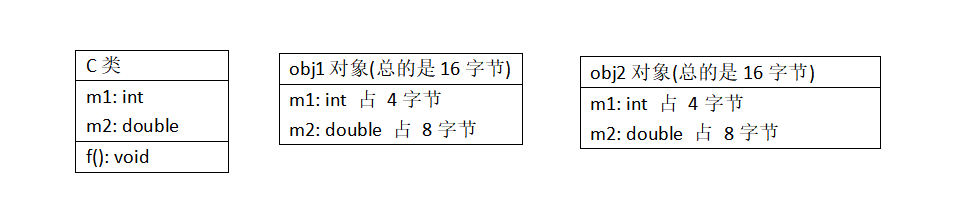 C 类
m1: int
m2: double
f(): void
obj1 对象(总的是 16 字节)
m1: int 占 4 字节
m2: double 占 8 字节
obj2 对象(总的是 16 字节)
m1: int 占 4 字节
m2: double 占 8 字节